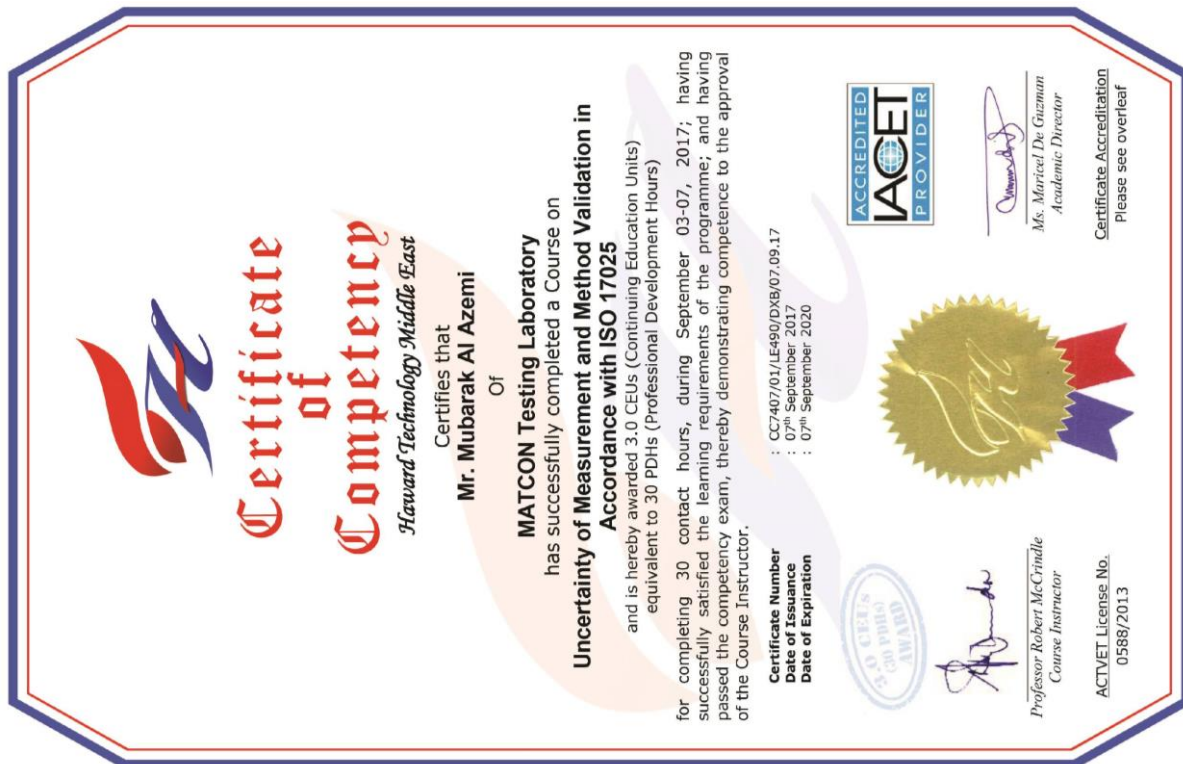 Certificate
of
Competency
Haward Technology Middle East
Certifies that
Mr. Mubarak Al Azemi
Of
MATCON Testing Laboratory
has successfully completed a Course on
Uncertainty of Measurement and Method Validation in
Accordance with ISO 17025
and is hereby awarded 3.0 CEUs (Continuing Education Units)
equivalent to 30 PDHs (Professional Development Hours)
for completing 30 contact hours, during September 03-07, 2017; having
successfully satisfied the learning requirements of the programme; and having
passed the competency exam, thereby demonstrating competence to the approval
of the Course Instructor.
Certificate Number : CC7407/01/LE490/DXB/07.09.17
Date of Issuance : 07th September 2017
Date of Expiration : 07th September 2020
3.0 CEUs
(30 PDHs)
AWARD
ACCREDITED
IACET
PROVIDER
Professor Robert McCrindle
Course Instructor
Ms. Maricel De Guzman
Academic Director
ACTVET License No.
0588/2013
Certificate Accreditation
Please see overleaf